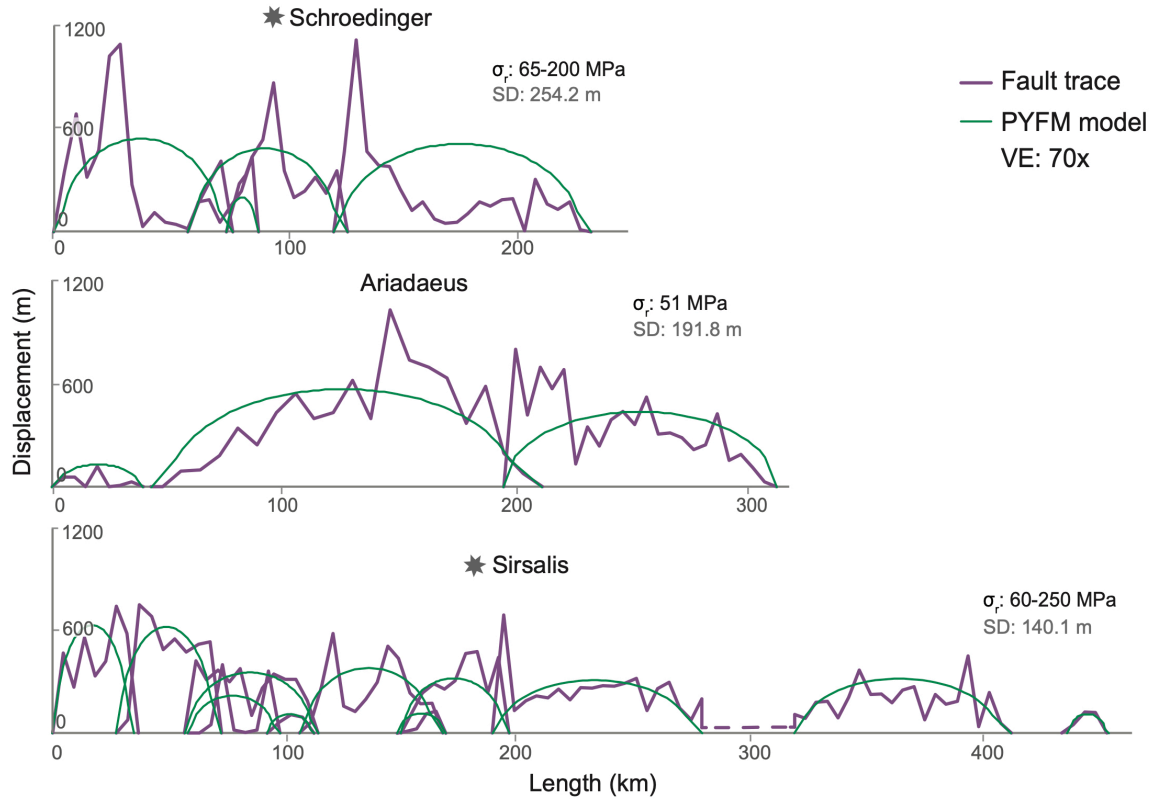 1200
Schroedinger
σr: 65-200 MPa
SD: 254.2 m
600
0
0
100
200
Fault trace
PYFM model
VE: 70x
Displacement (m)
1200
Ariadaeus
σr: 51 MPa
SD: 191.8 m
600
0
0
100
200
300
1200
Sirsalis
σr: 60-250 MPa
SD: 140.1 m
600
0
0
100
200
300
400
Length (km)